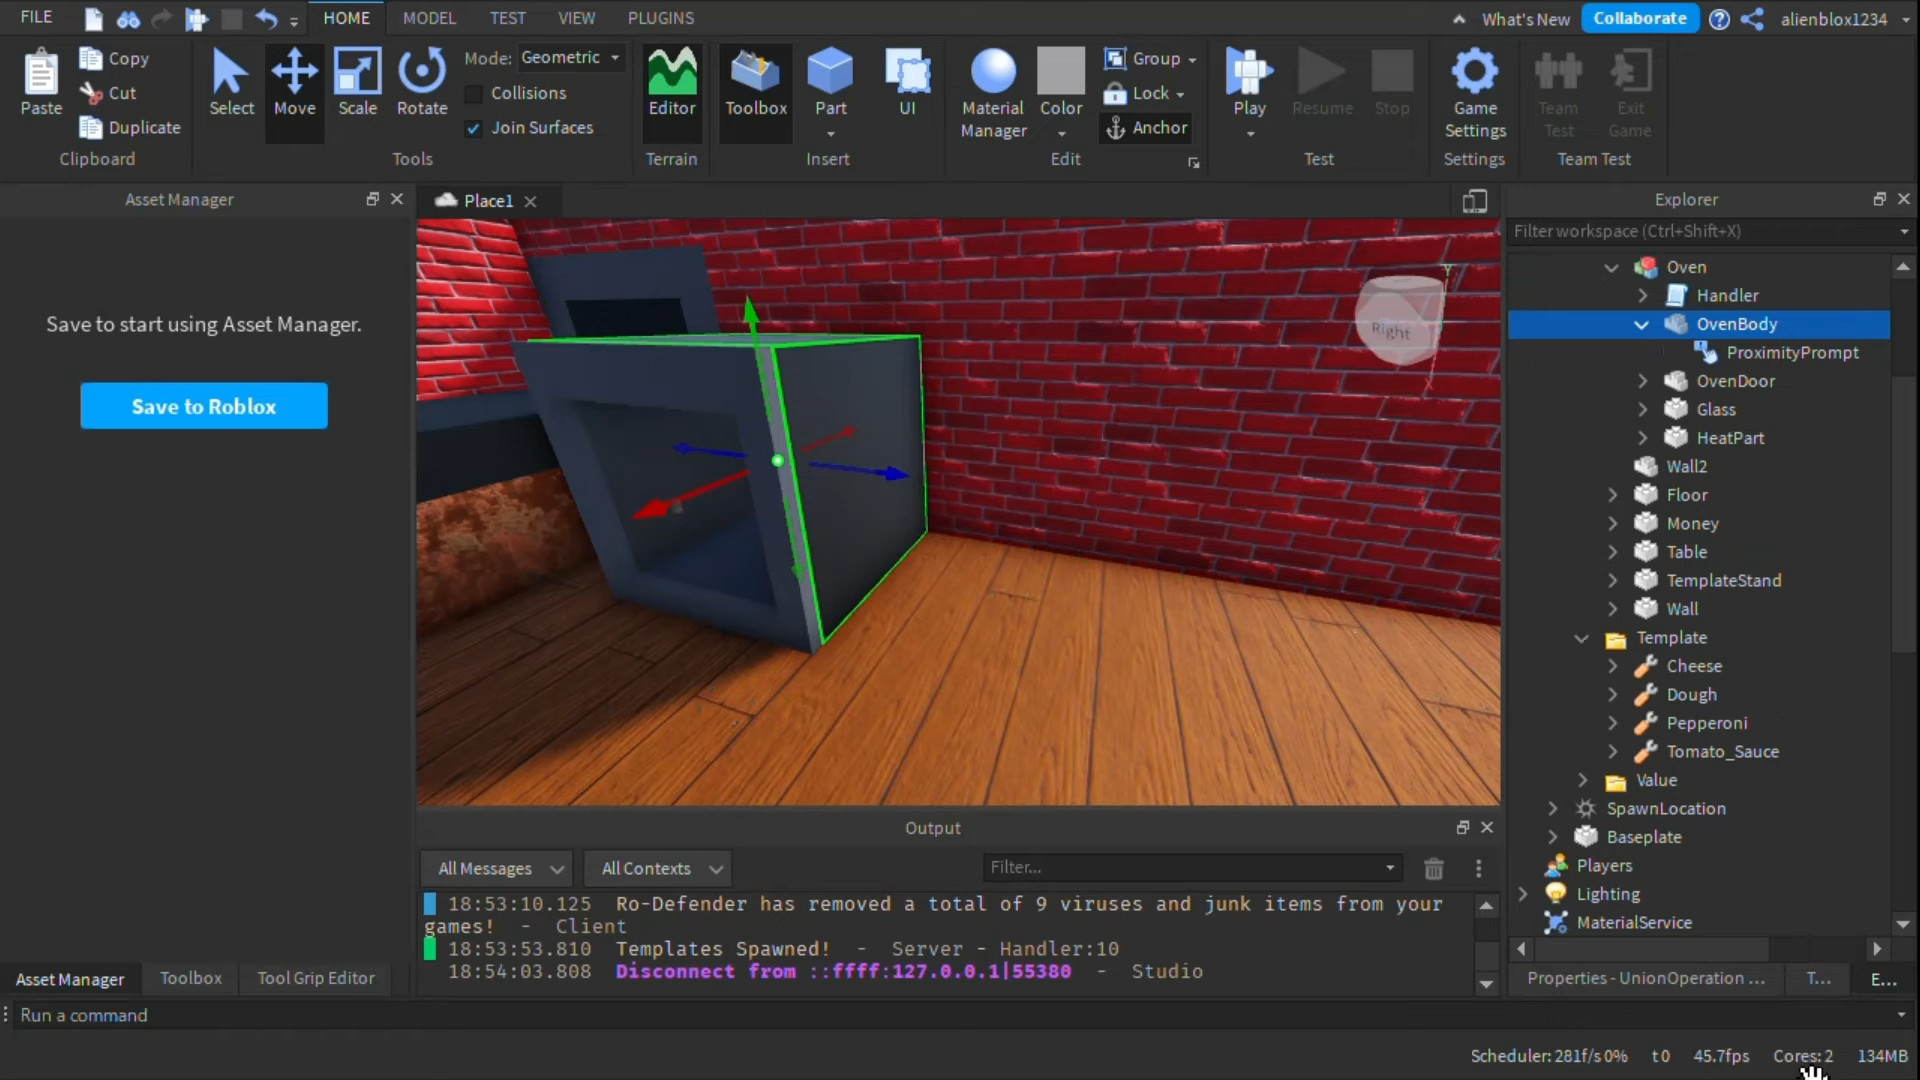 FILE
HOME
MODEL
TEST
VIEW
PLUGINS
What's New
Collaborate
alienblox1234
Paste
Copy
Cut
Duplicate
Clipboard
Select
Move
Scale
Rotate
Mode: Geometric
Collisions
Join Surfaces
Tools
Editor
Terrain
Toolbox
Part
UI
Insert
Material
Manager
Color
Group
Lock
Anchor
Edit
Play
Resume
Stop
Test
Game
Settings
Settings
Team
Test
Exit
Game
Team Test
Asset Manager
Save to start using Asset Manager.
Save to Roblox
Place1
Right
Y
X
Explorer
Filter workspace (Ctrl+Shift+X)
Oven
Handler
OvenBody
ProximityPrompt
OvenDoor
Glass
HeatPart
Wall2
Floor
Money
Table
TemplateStand
Wall
Template
Cheese
Dough
Pepperoni
Tomato_Sauce
Value
SpawnLocation
Baseplate
Players
Lighting
MaterialService
Output
All Messages
All Contexts
Filter...
18:53:10.125 Ro-Defender has removed a total of 9 viruses and junk items from your
games! - Client
18:53:53.810 Templates Spawned! - Server - Handler:10
18:54:03.808 Disconnect from ::ffff:127.0.0.1|55380 - Studio
Asset Manager
Toolbox
Tool Grip Editor
Properties - UnionOperation ...
T...
E...
Run a command
Scheduler: 281f/s 0%
t 0
45.7fps
Cores: 2
134MB